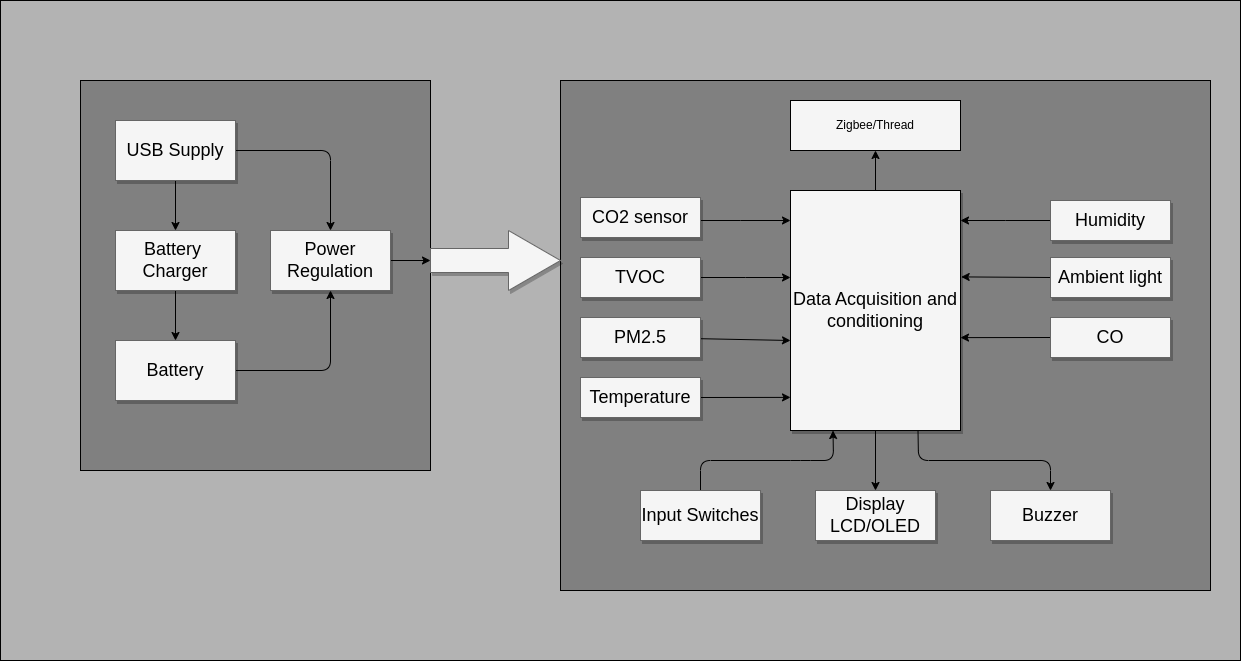 USB Supply
Battery
Charger
Power
Regulation
Battery
Zigbee/Thread
CO2 sensor
TVOC
PM2.5
Temperature
Data Acquisition and
conditioning
Humidity
Ambient light
CO
Input Switches
Display
LCD/OLED
Buzzer